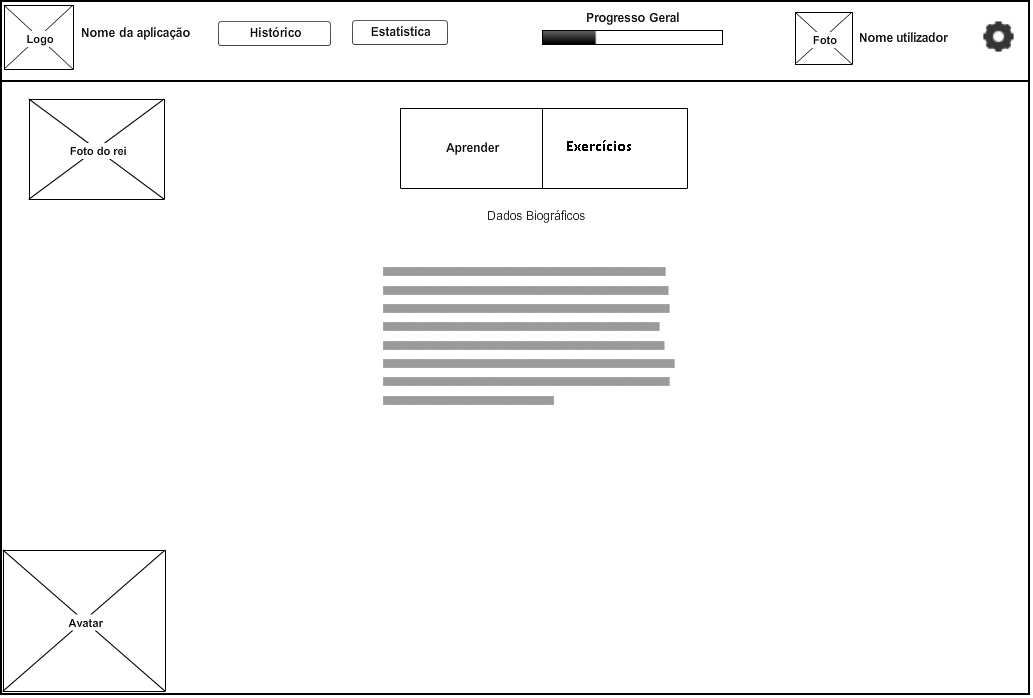 Logo
Nome da aplicação
Histórico
Estatística
Progresso Geral
Foto
Nome utilizador
Foto do rei
Aprender
Exercícios
Dados Biográficos
Avatar